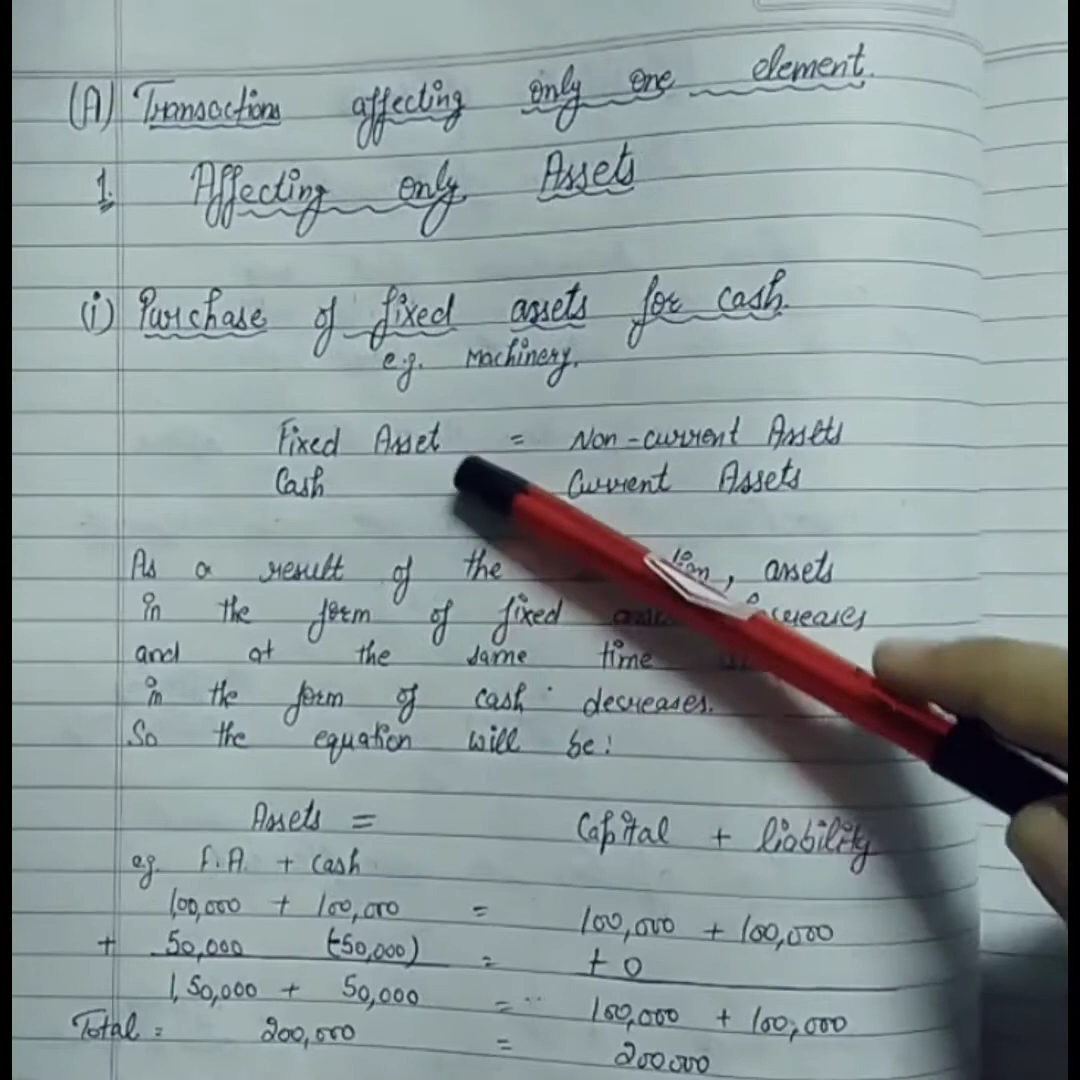 (A) Transactions affecting only one element.
1. Affecting only Assets
(i) Purchase of fixed assets for cash.
e.g. Machinery.
Fixed Asset = Non-current Assets
Cash Current Assets
As a result of the , assets
in the form of fixed
and at the same time
in the form of cash decreases.
So the equation will be:
Assets = Capital + liability
eg. F.A. + cash
100,000 + 100,000 = 100,000 + 100,000
+ 50,000 (-50,000) = + 0
1,50,000 + 50,000 = 100,000 + 100,000
Total = 200,000 = 200000